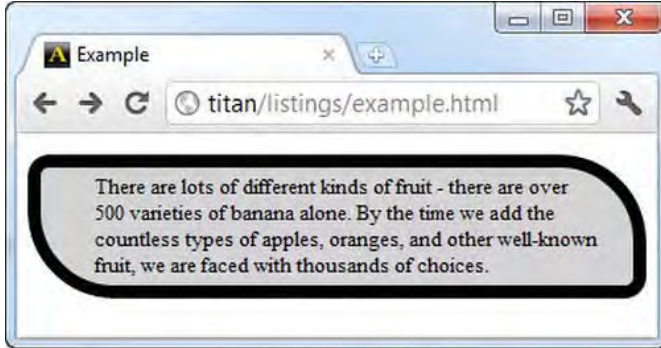 A Example
titan/listings/example.html
There are lots of different kinds of fruit - there are over
500 varieties of banana alone. By the time we add the
countless types of apples, oranges, and other well-known
fruit, we are faced with thousands of choices.